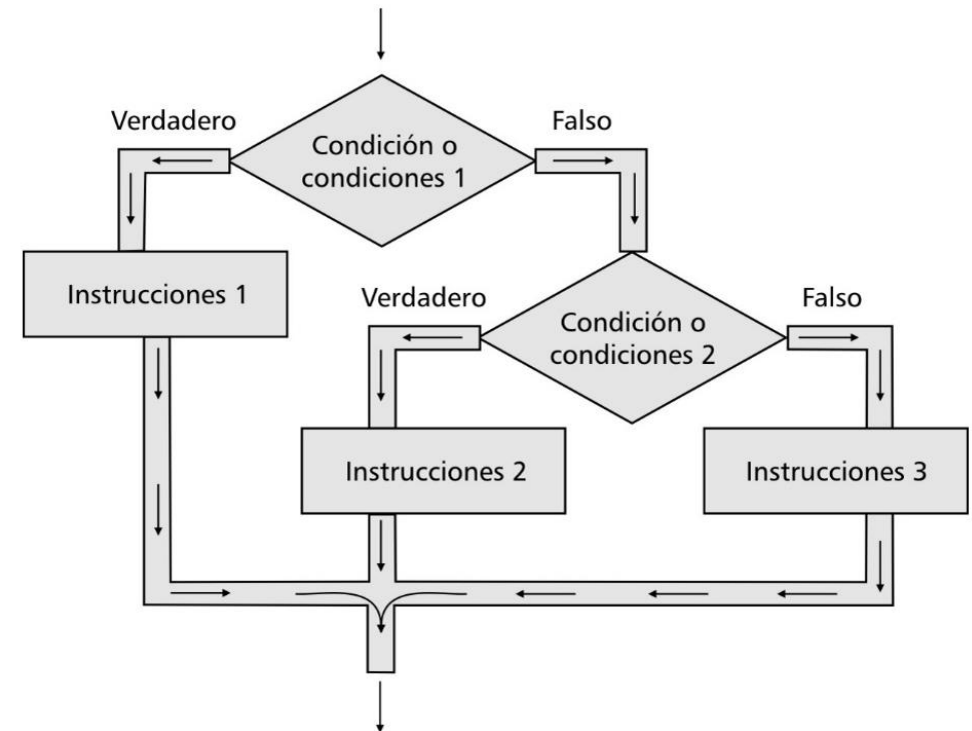 Verdadero
Falso
Condición o
condiciones 1
Instrucciones 1
Verdadero
Falso
Condición o
condiciones 2
Instrucciones 2
Instrucciones 3